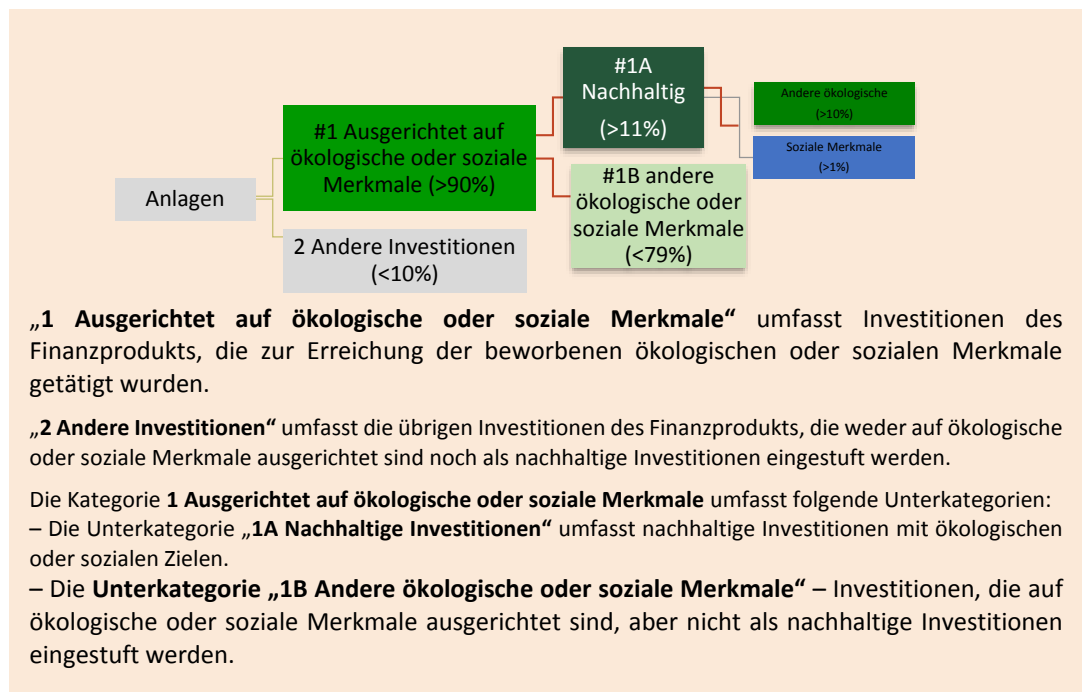 #1A
Nachhaltig
(>11%)
Andere ökologische
(>10%)
#1 Ausgerichtet auf
ökologische oder soziale
Merkmale (>90%)
Soziale Merkmale
(>1%)
Anlagen
#1B andere
ökologische oder
soziale Merkmale
(<79%)
2 Andere Investitionen
(<10%)
„1 Ausgerichtet auf ökologische oder soziale Merkmale“ umfasst Investitionen des
Finanzprodukts, die zur Erreichung der beworbenen ökologischen oder sozialen Merkmale
getätigt wurden.
„2 Andere Investitionen“ umfasst die übrigen Investitionen des Finanzprodukts, die weder auf ökologische
oder soziale Merkmale ausgerichtet sind noch als nachhaltige Investitionen eingestuft werden.
Die Kategorie 1 Ausgerichtet auf ökologische oder soziale Merkmale umfasst folgende Unterkategorien:
– Die Unterkategorie „1A Nachhaltige Investitionen“ umfasst nachhaltige Investitionen mit ökologischen
oder sozialen Zielen.
– Die Unterkategorie „1B Andere ökologische oder soziale Merkmale“ – Investitionen, die auf
ökologische oder soziale Merkmale ausgerichtet sind, aber nicht als nachhaltige Investitionen
eingestuft werden.